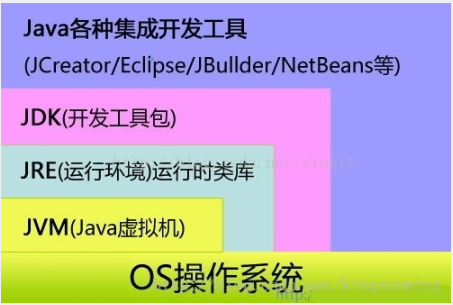 Java各种集成开发工具
(JCreator/Eclipse/JBullder/NetBeans等)
JDK(开发工具包)
JRE(运行环境)运行时类库
JVM(Java虚拟机)
OS操作系统
http:/